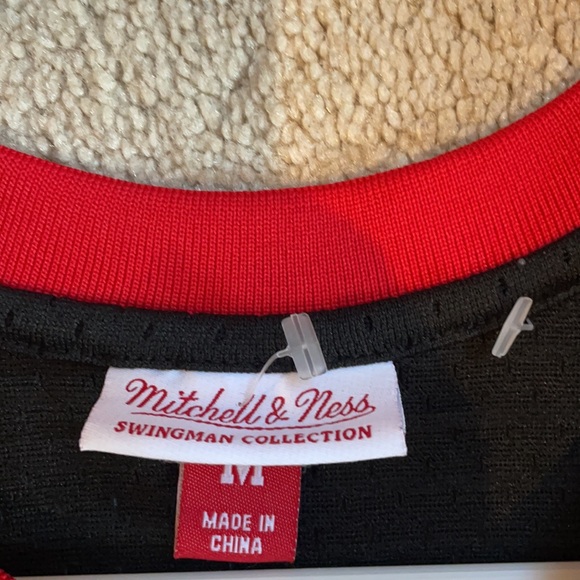 Mitchell & Ness
SWINGMAN COLLECTION
M
MADE IN
CHINA